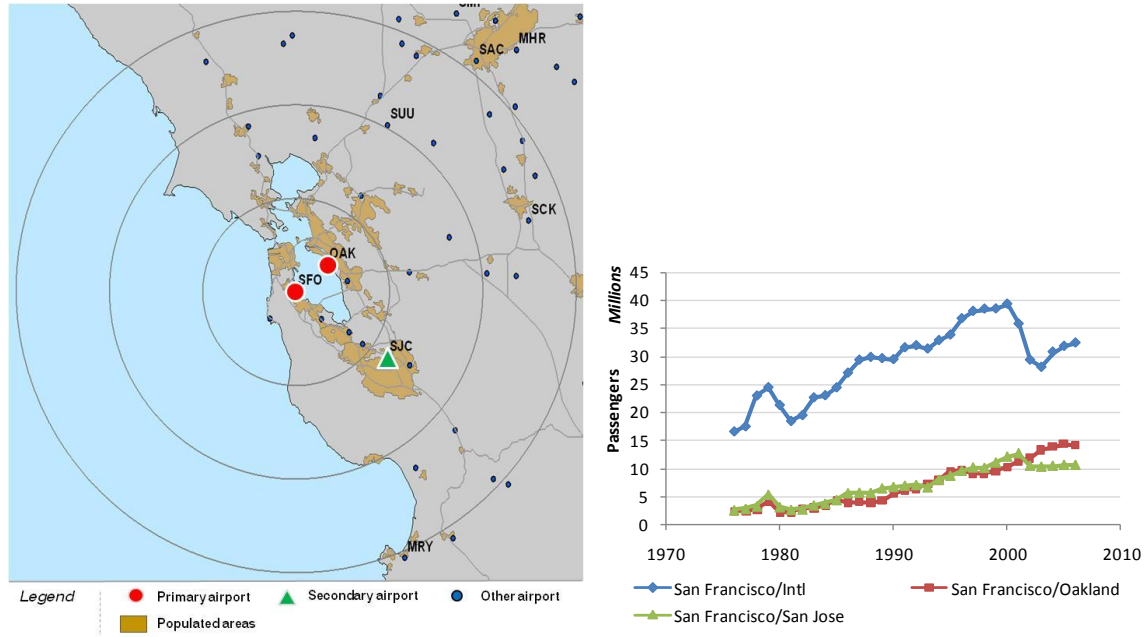 MHR
SAC
SUU
SCK
OAK
SFO
SJC
MRY
Legend
Primary airport
Secondary airport
Other airport
Populated areas
Millions
Passengers
45
40
35
30
25
20
15
10
5
0
1970
1980
1990
2000
2010
San Francisco/Intl
San Francisco/Oakland
San Francisco/San Jose